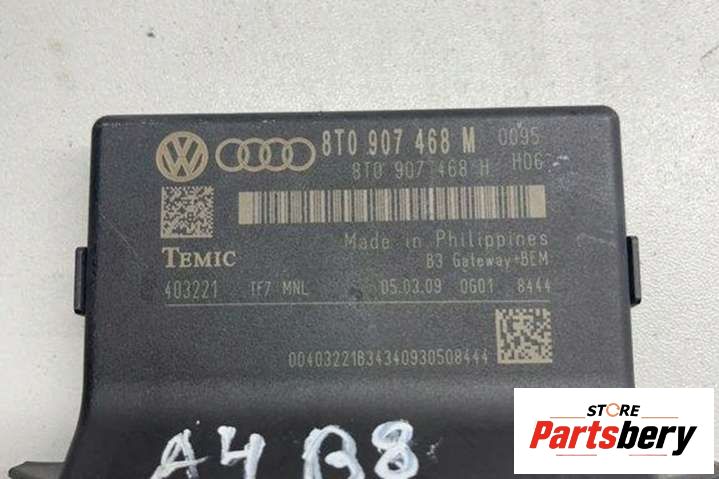 8T0 907 468 M 0095
8T0 907 468 H H06
TEMIC
Made in Philippines
B3 Gateway+BEM
403221 TF7 MNL 05.03.09 0G01 8444
00403221B34340930508444
A4 B8
STORE
Partsbery